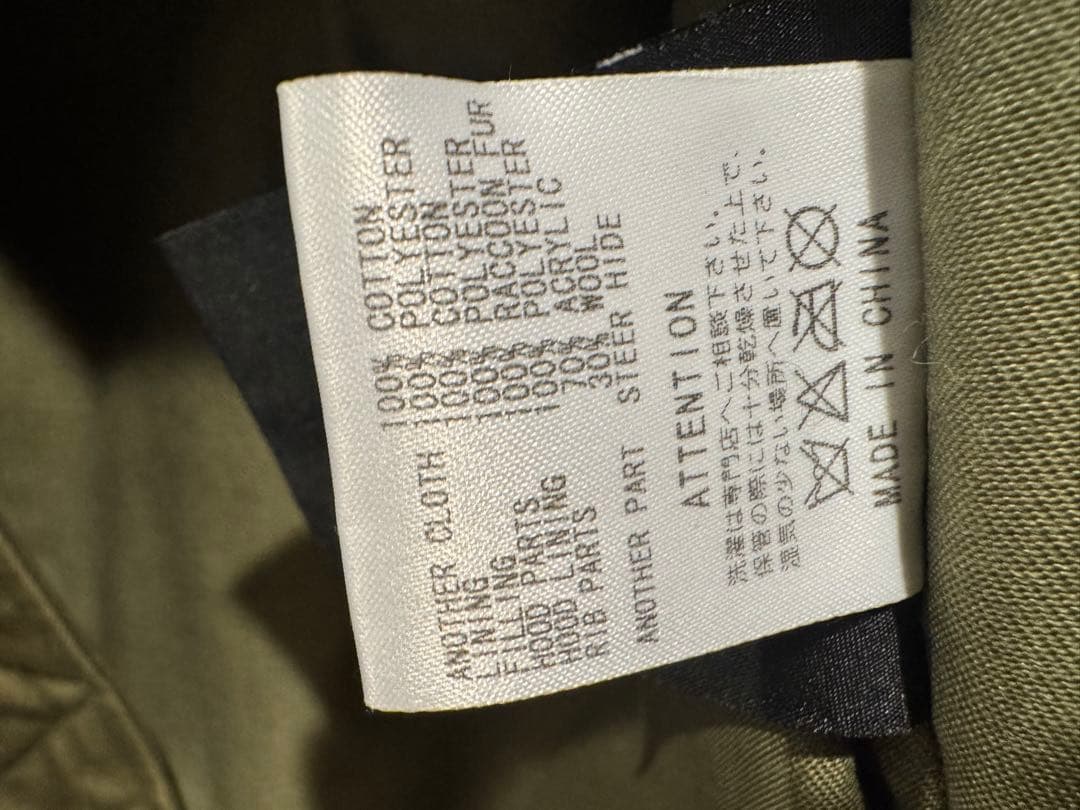 100% COTTON
ANOTHER CLOTH 100% POLYESTER
LINING 100% COTTON
FILLING 100% POLYESTER
HOOD PARTS 100% RACCOON FUR
HOOD LINING 100% POLYESTER
RIB PARTS 70% ACRYLIC
30% WOOL
ANOTHER PART STEER HIDE
ATTENTION
洗濯は専門店へご相談下さい。
保管の際には十分乾燥させた上で、
湿気の少ない場所へ置いて下さい。
MADE IN CHINA